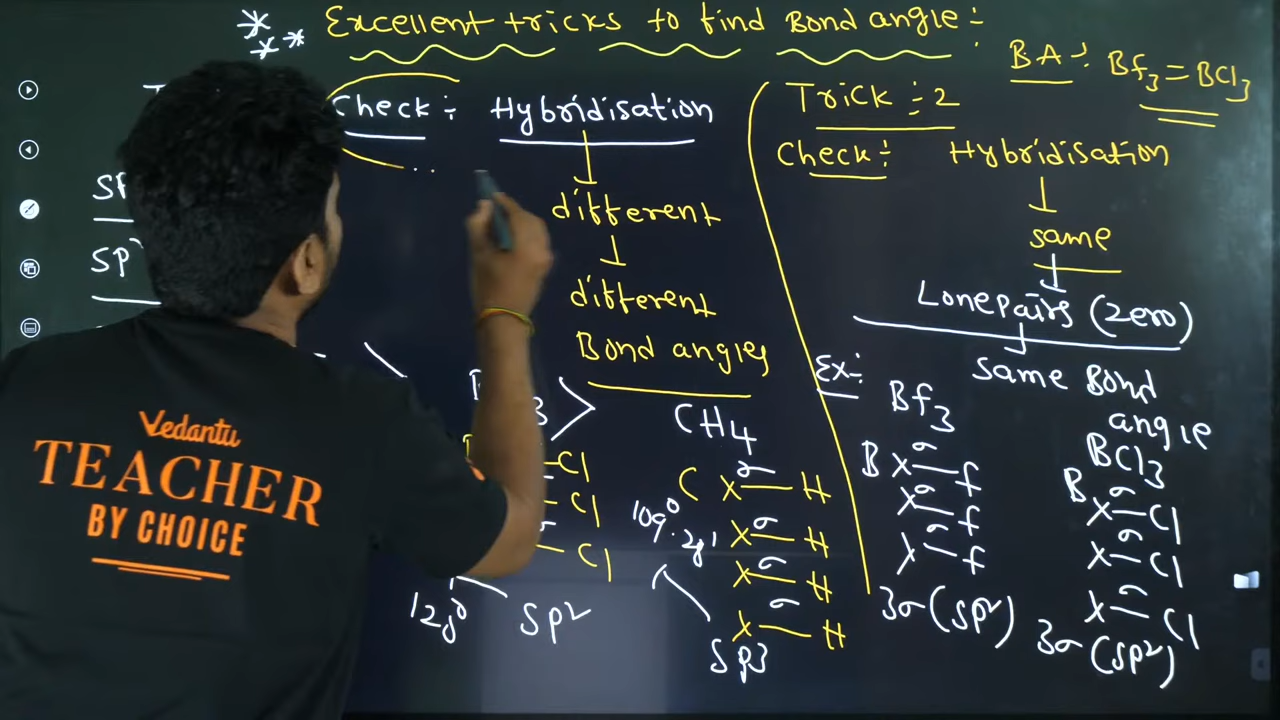 Excellent tricks to find Bond angle:-
B.A:- Bf3 = BCl3
Check:- Hybridisation
different
different
Bond angles
CH4
C x—H
x—H
x—H
x—H
109.28'
sp3
Cl
Cl
Cl
120°
sp2
SP
Trick:-2
Check:- Hybridisation
same
Lonepairs (zero)
same Bond
angle
Ex:-
Bf3
B x σ—f
x σ—f
x σ—f
3σ(sp2)
BCl3
B x σ—Cl
x σ—Cl
x σ—Cl
3σ(sp2)
Vedantu
TEACHER
BY CHOICE